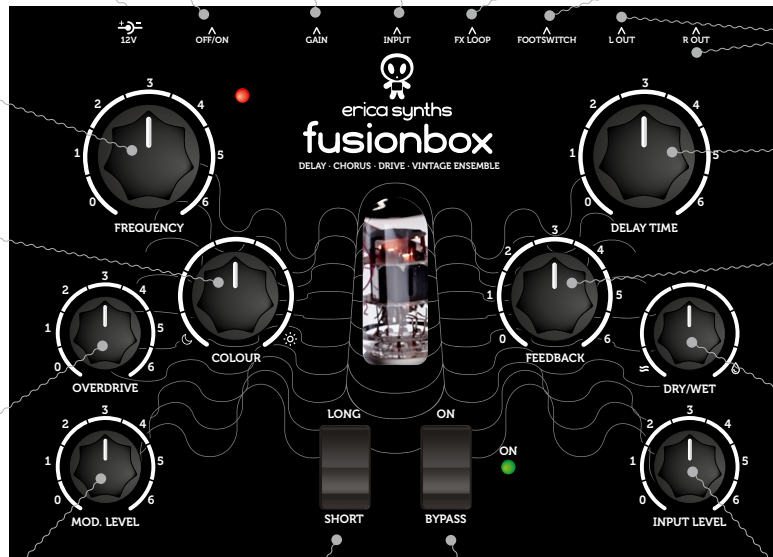 12V
OFF/ON
GAIN
INPUT
FX LOOP
FOOTSWITCH
L OUT
R OUT
erica synths
fusionbox
DELAY · CHORUS · DRIVE · VINTAGE ENSEMBLE
0 1 2 3 4 5 6
FREQUENCY
0 1 2 3 4 5 6
DELAY TIME
COLOUR
0 1 2 3 4 5 6
FEEDBACK
0 1 2 3 4 5 6
OVERDRIVE
DRY/WET
0 1 2 3 4 5 6
MOD. LEVEL
LONG
SHORT
ON
BYPASS
ON
0 1 2 3 4 5 6
INPUT LEVEL